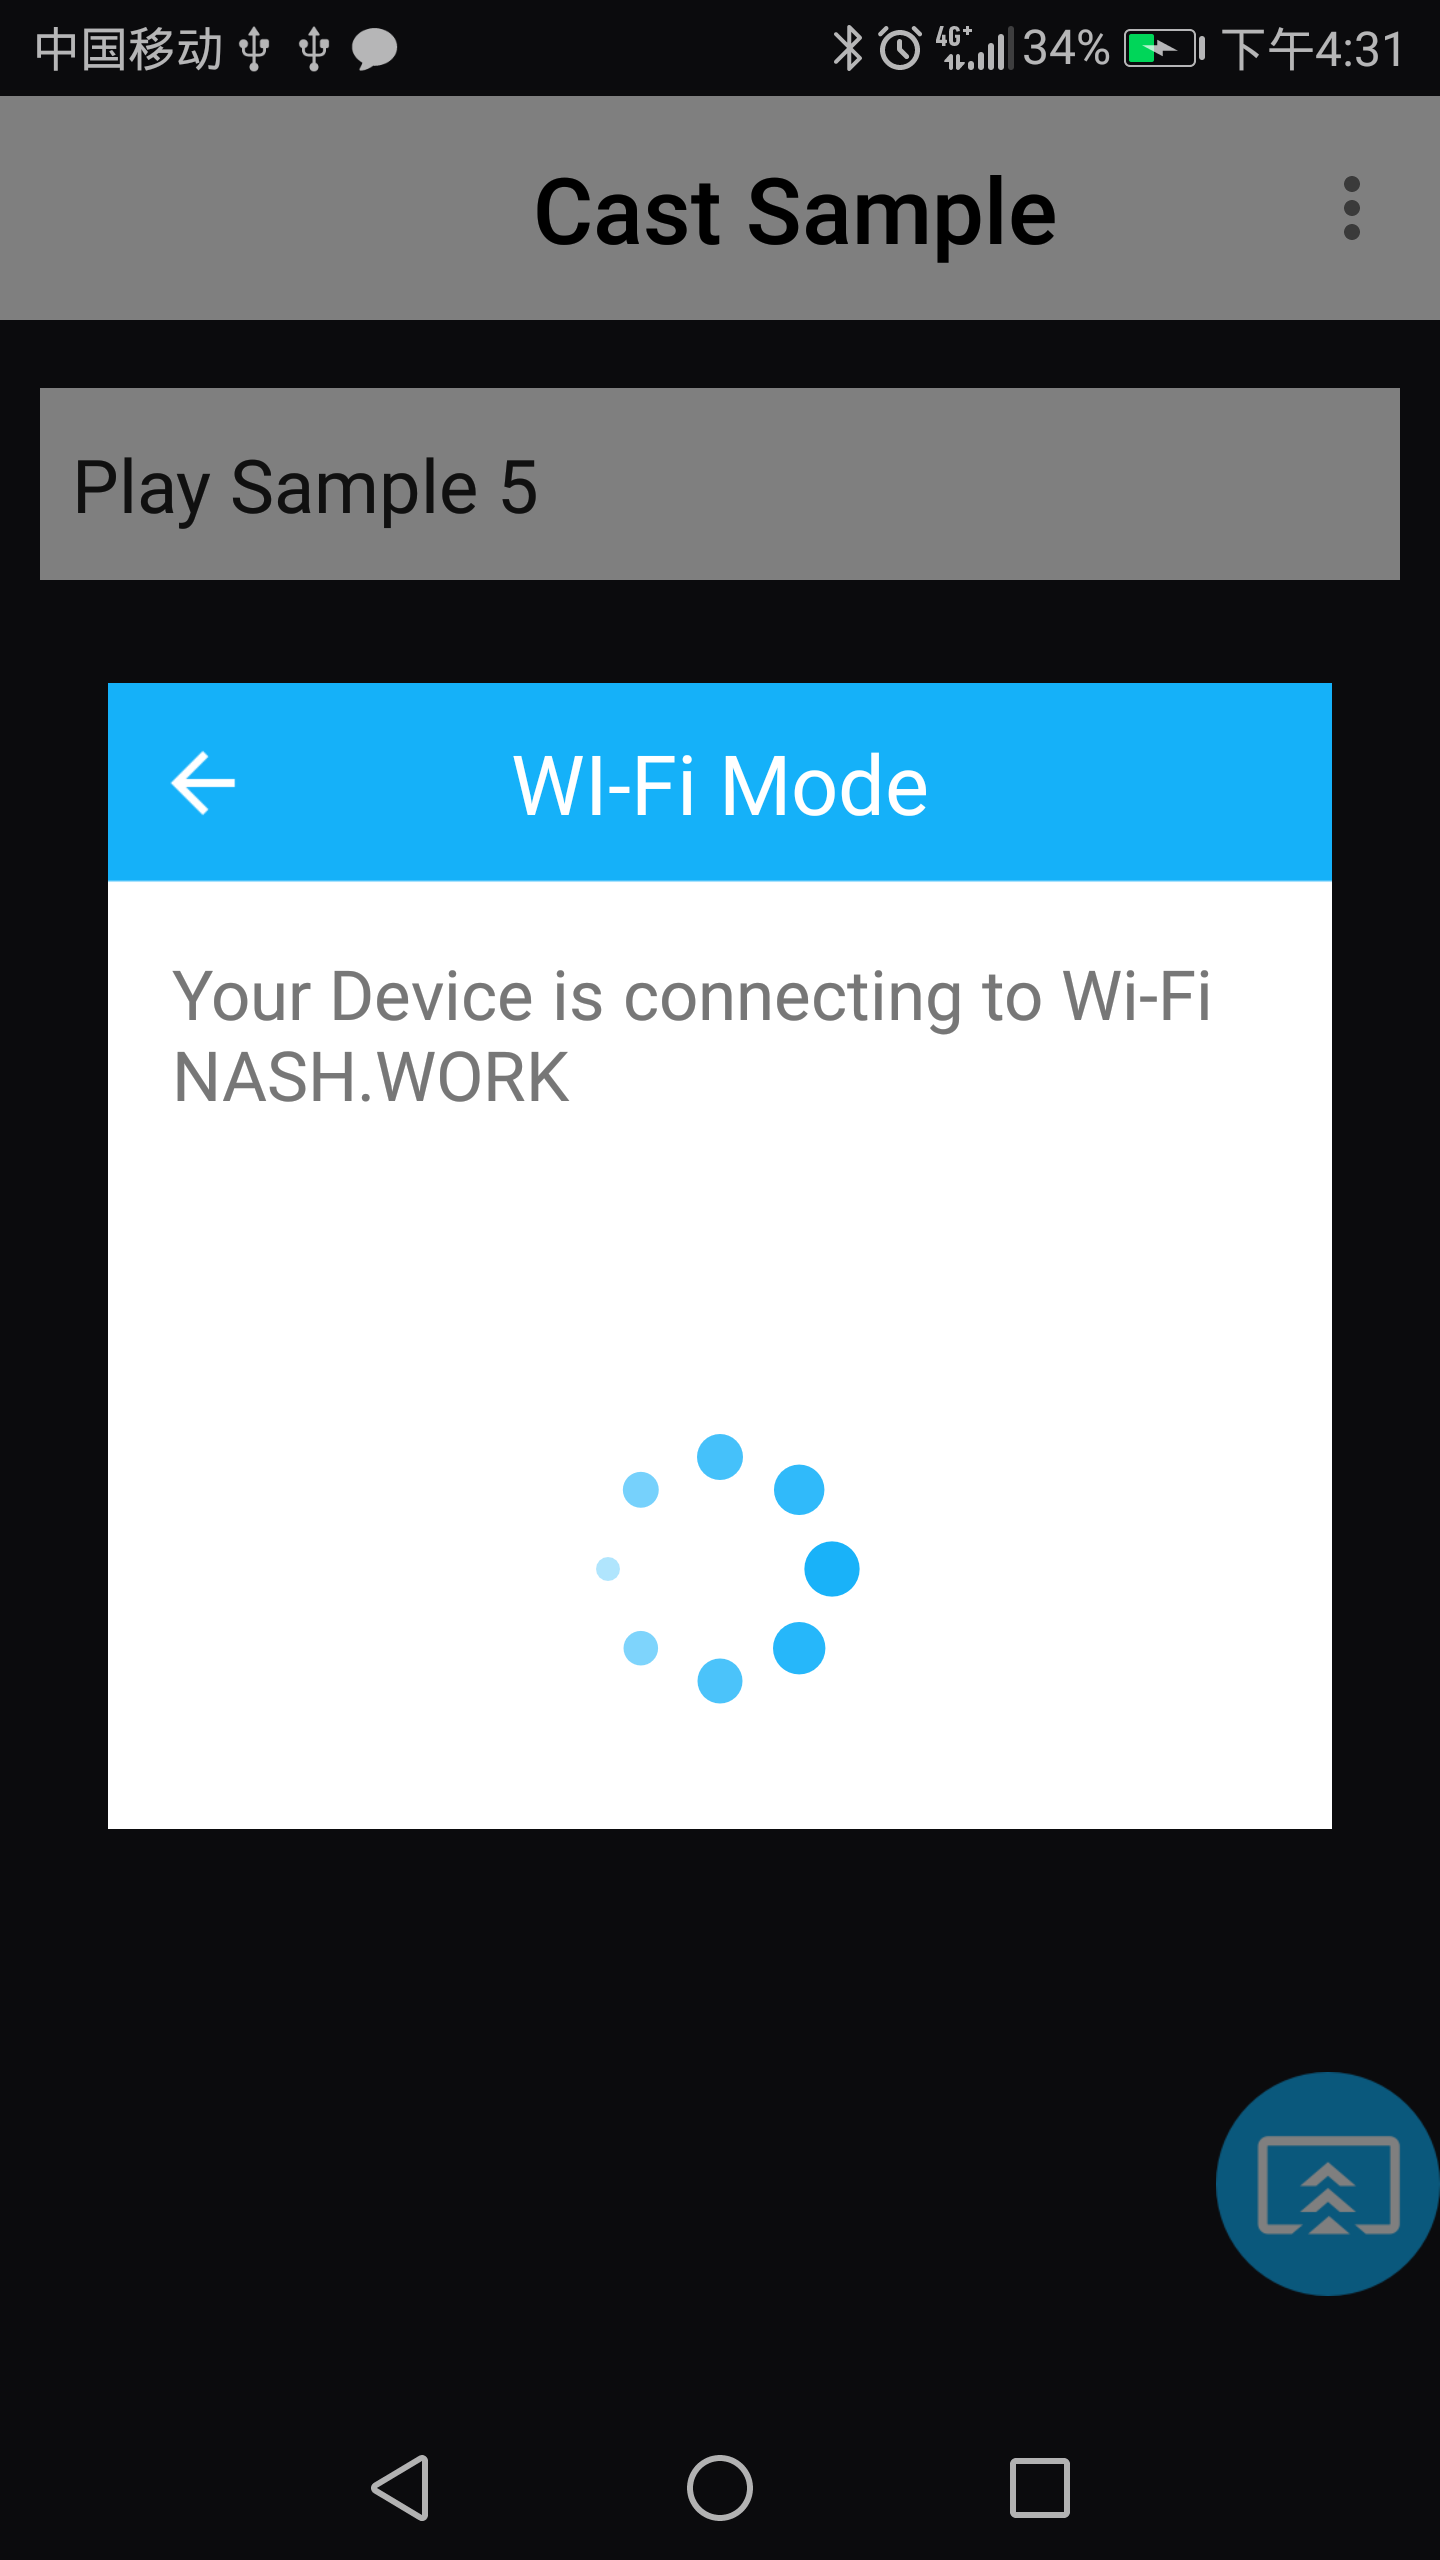 中国移动 4G+ 34% 下午4:31
Cast Sample
Play Sample 5
WI-Fi Mode
Your Device is connecting to Wi-Fi
NASH.WORK